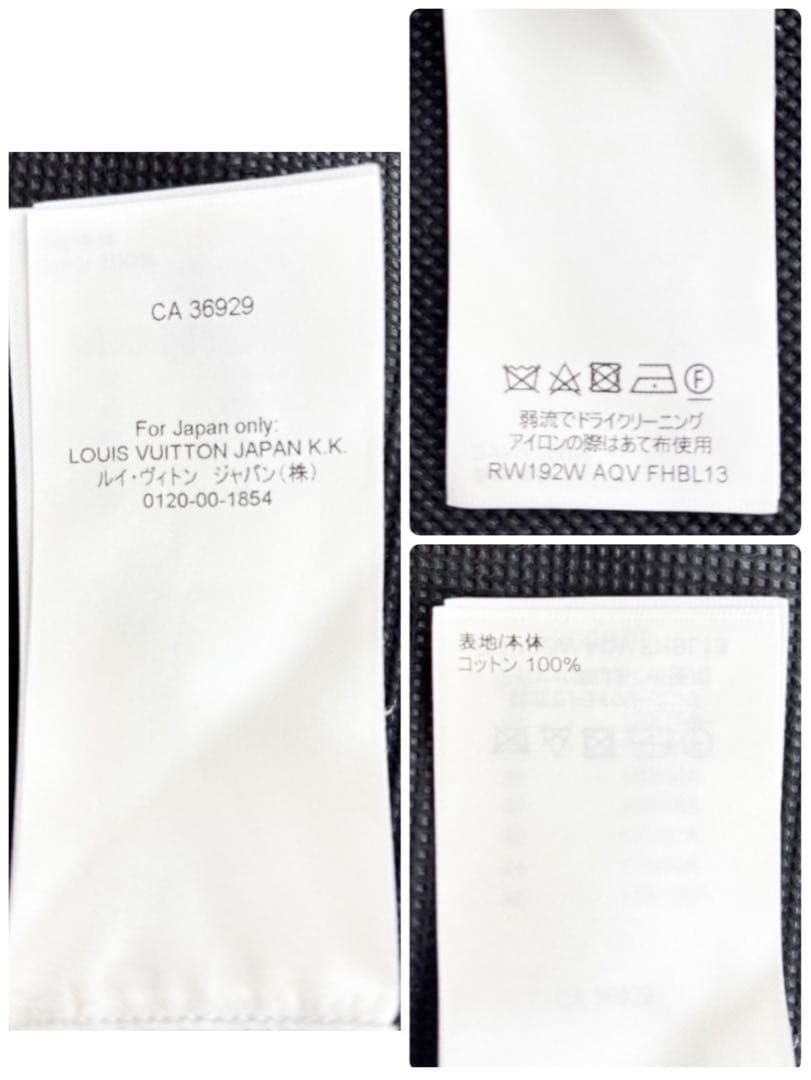 CA 36929
For Japan only:
LOUIS VUITTON JAPAN K.K.
ルイ・ヴィトン ジャパン(株)
0120-00-1854
F
弱流でドライクリーニング
アイロンの際はあて布使用
RW192W AQV FHBL13
表地/本体
コットン 100%